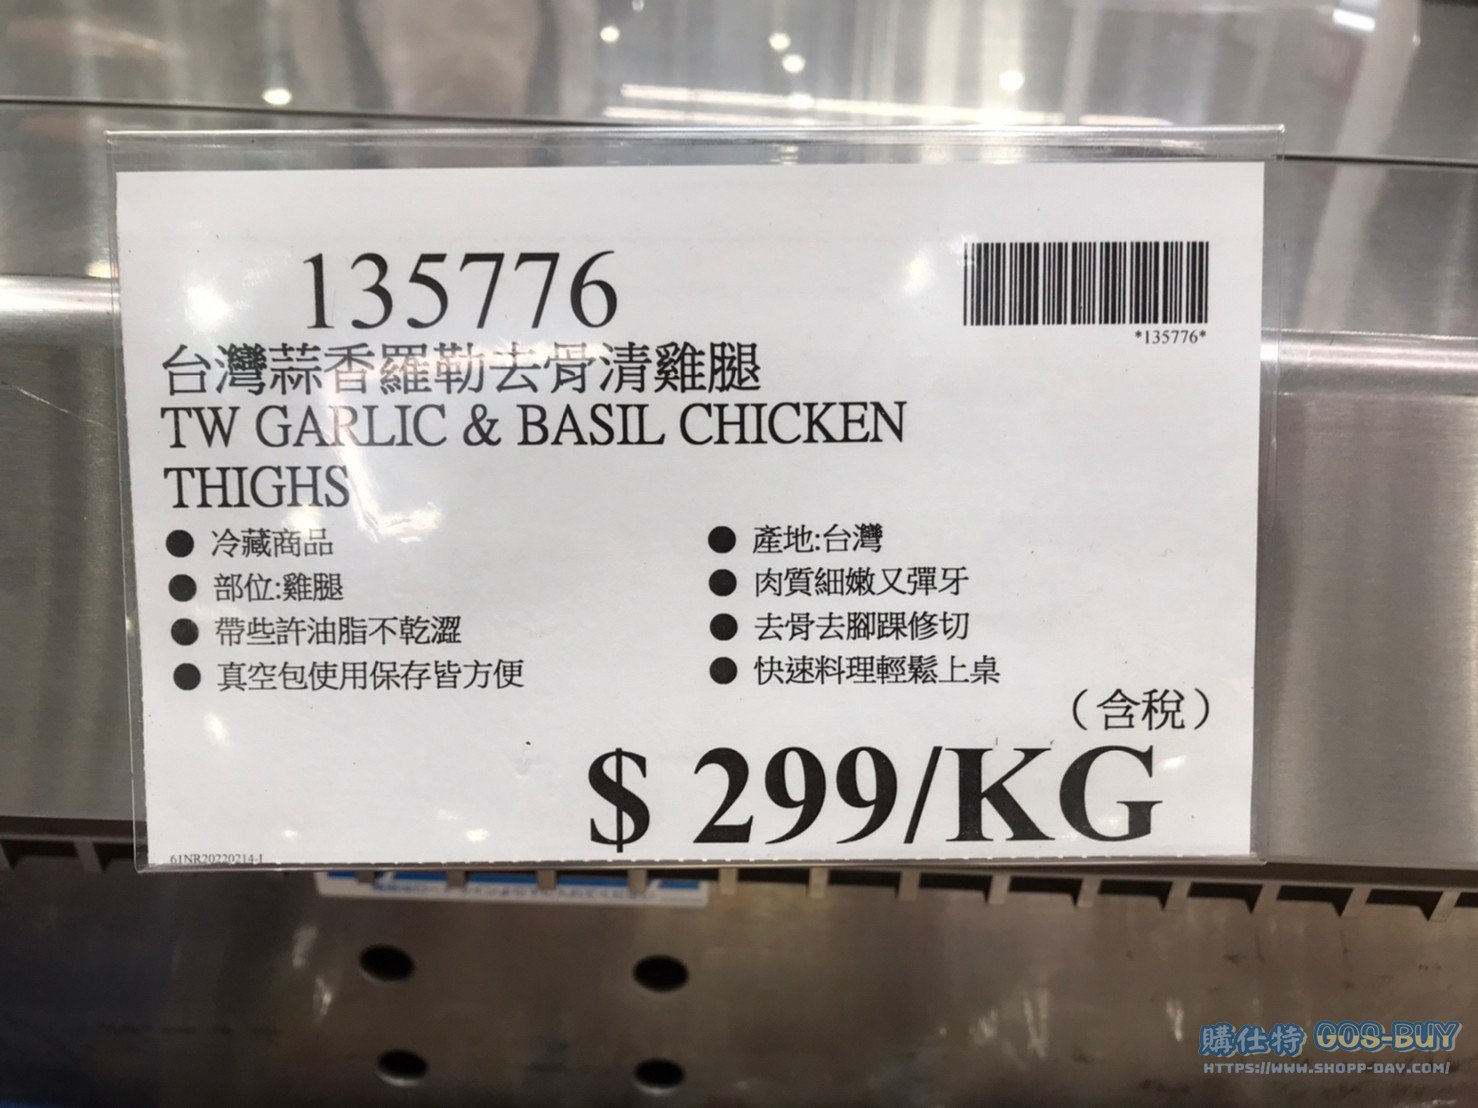 135776
*135776*
台灣蒜香羅勒去骨清雞腿
TW GARLIC & BASIL CHICKEN
THIGHS
● 冷藏商品
● 部位:雞腿
● 帶些許油脂不乾澀
● 真空包使用保存皆方便
● 產地:台灣
● 肉質細嫩又彈牙
● 去骨去腳踝修切
● 快速料理輕鬆上桌
（含稅）
$ 299/KG
61NR20220214-1
購仕特 GOS-BUY
HTTPS://WWW.SHOPP-DAY.COM/